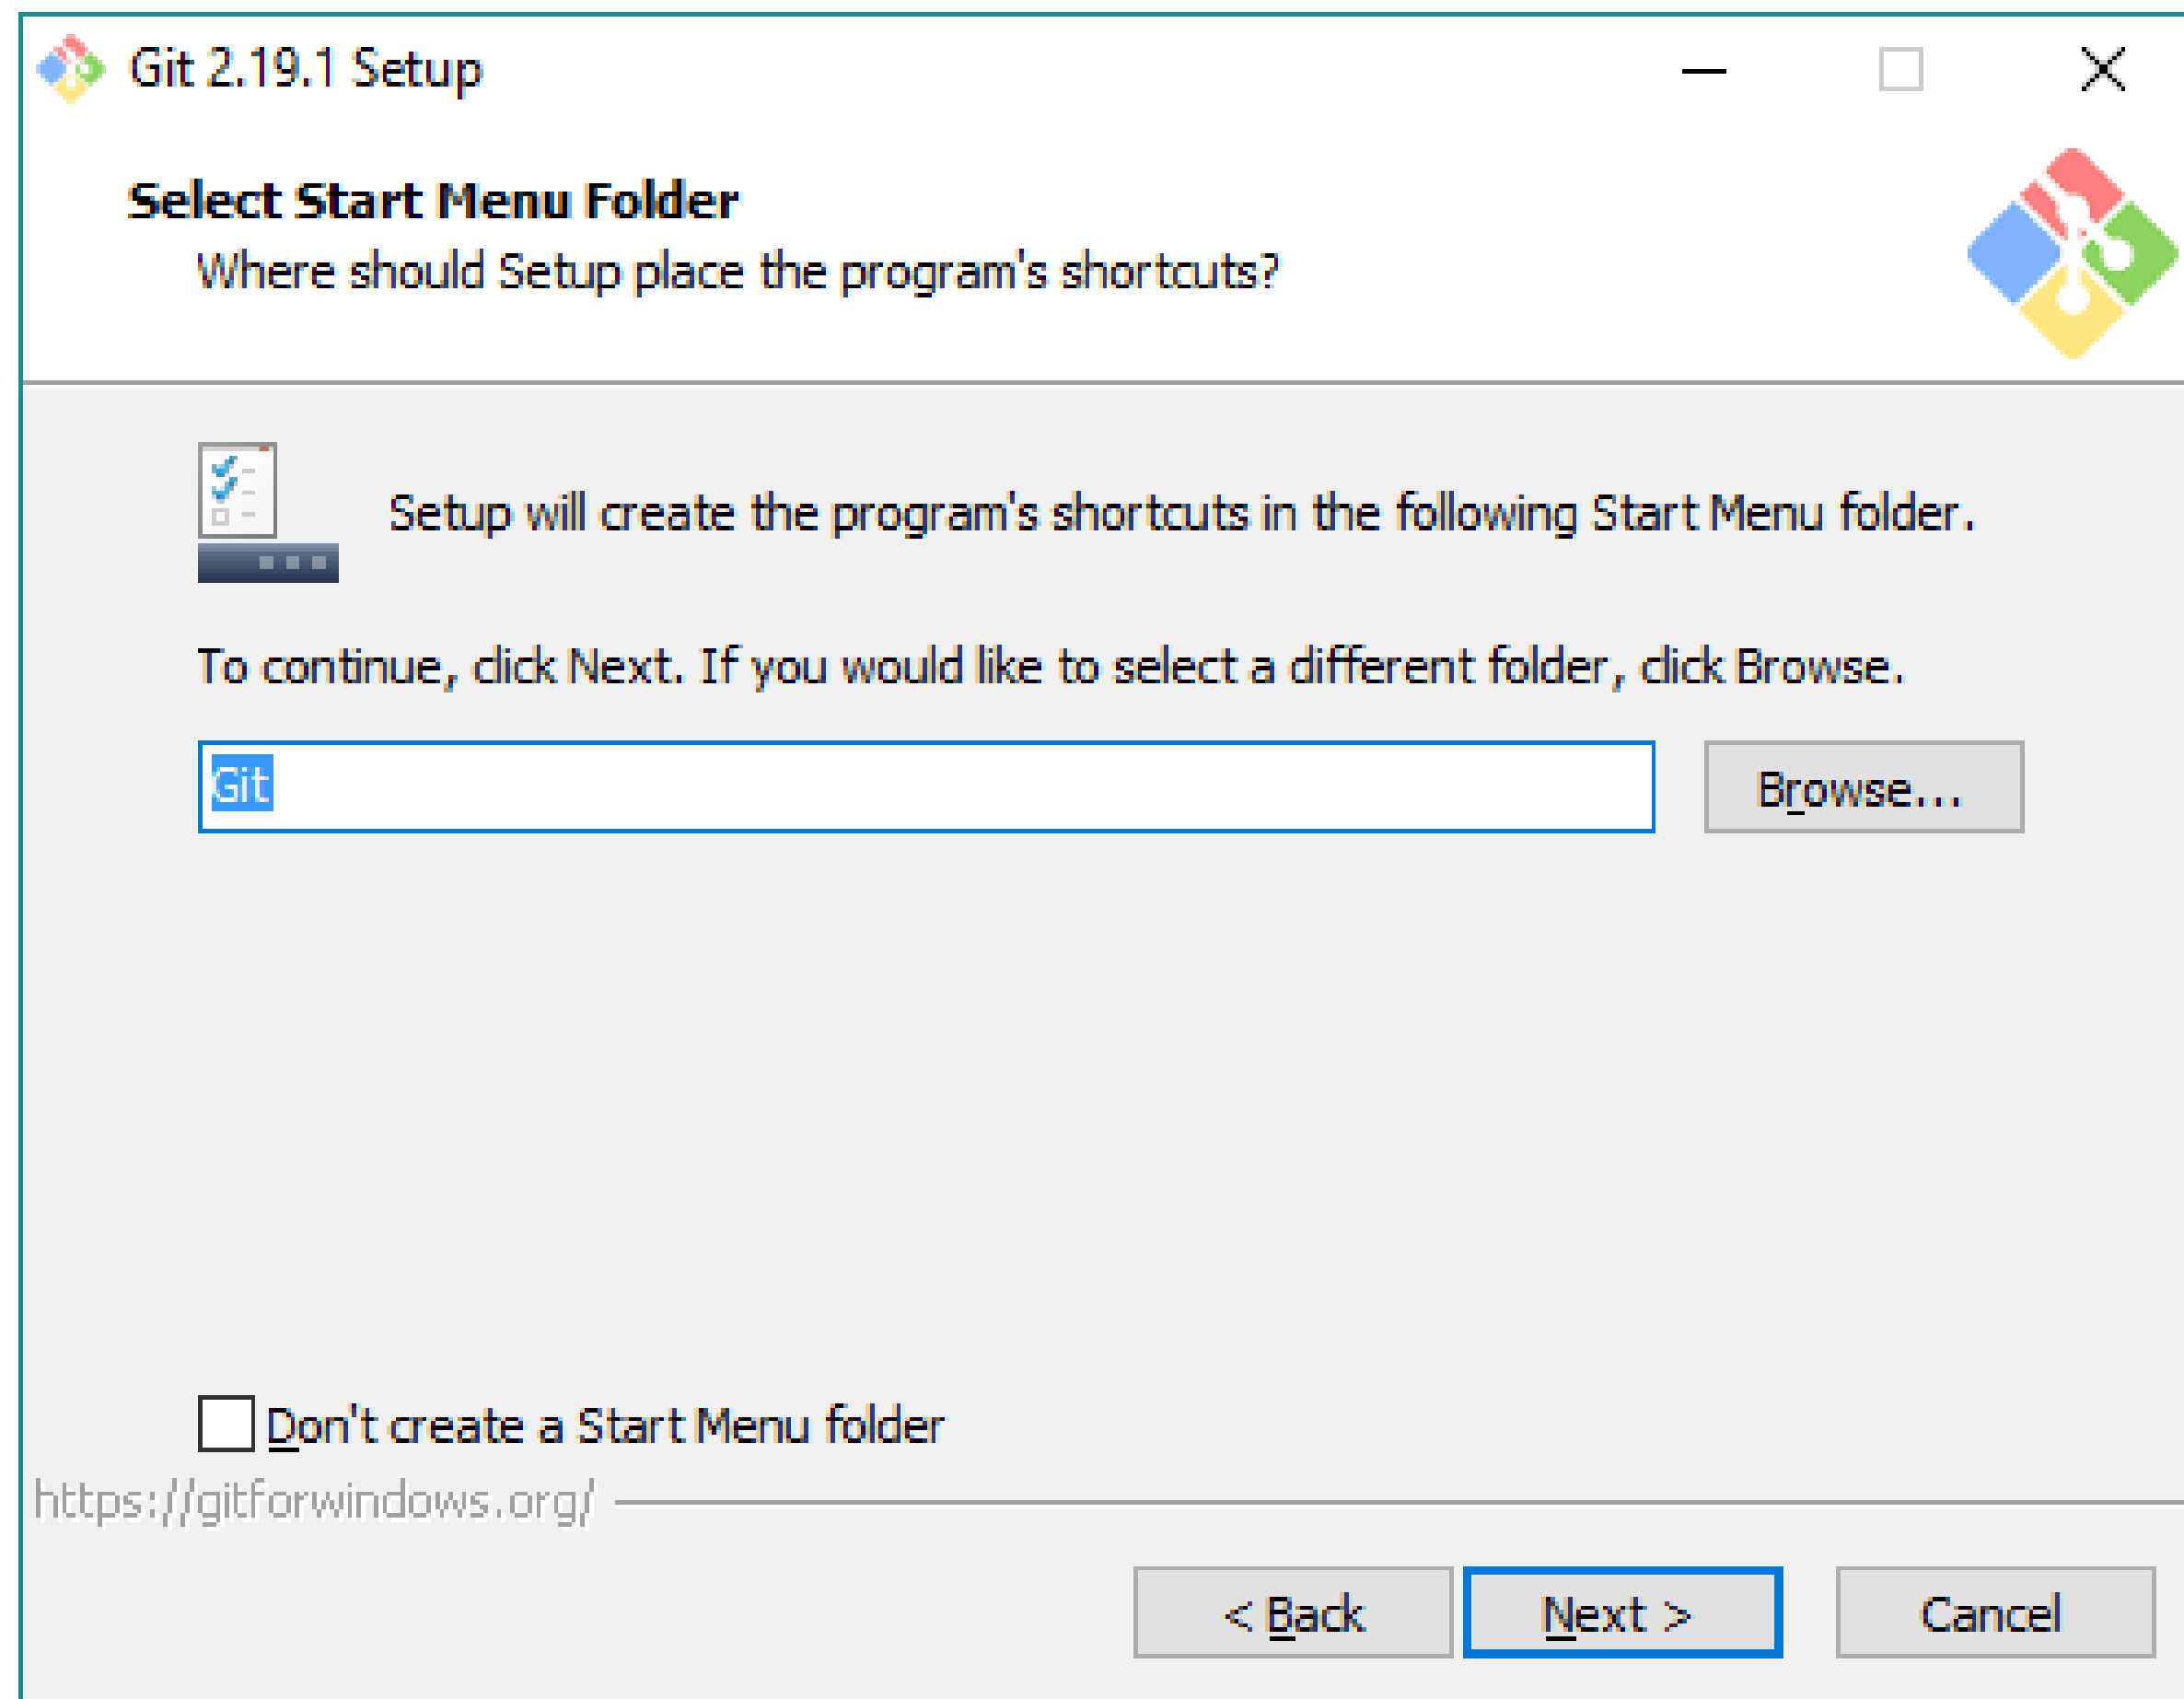 Git 2.19.1 Setup
Select Start Menu Folder
Where should Setup place the program's shortcuts?
Setup will create the program's shortcuts in the following Start Menu folder.
To continue, click Next. If you would like to select a different folder, click Browse.
Git
Browse...
Don't create a Start Menu folder
https://gitforwindows.org/
< Back
Next >
Cancel